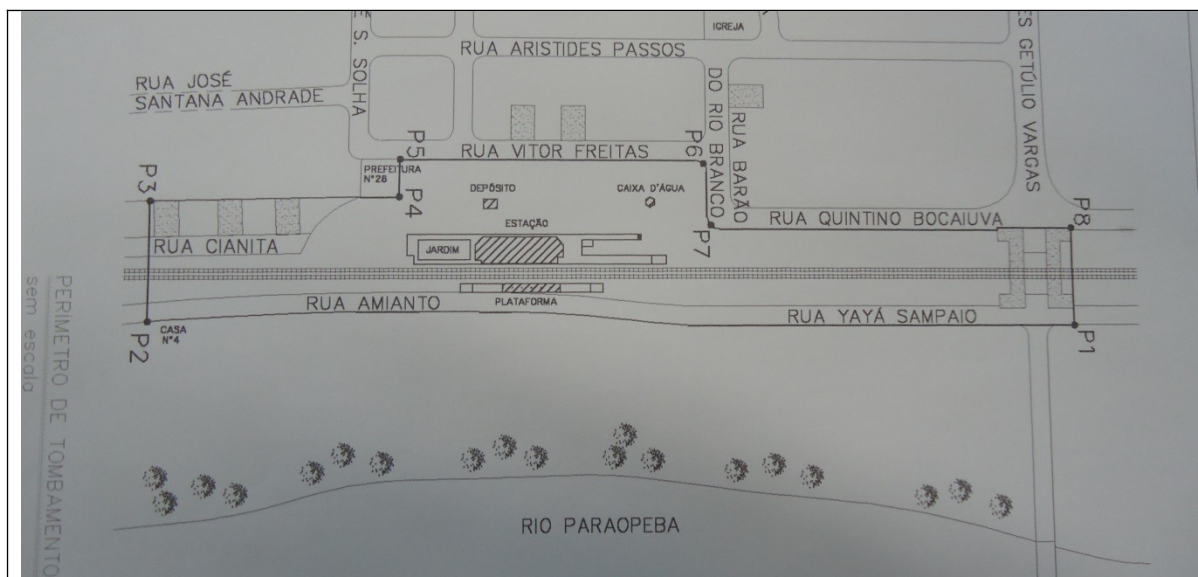 IGREJA
RUA ARISTIDES PASSOS
E S. SOLHA
ES GETÚLIO VARGAS
RUA JOSÉ
SANTANA ANDRADE
DO RIO BRANCO
RUA BARÃO
P5
RUA VITOR FREITAS
P6
PREFEITURA
Nº28
P3
P4
DEPÓSITO
CAIXA D'ÁGUA
P8
RUA QUINTINO BOCAIUVA
ESTAÇÃO
P7
RUA CIANITA
JARDIM
RUA AMIANTO
PLATAFORMA
RUA YAYÁ SAMPAIO
P2
CASA
Nº4
P1
PERÍMETRO DE TOMBAMENTO
sem escala
RIO PARAOPEBA